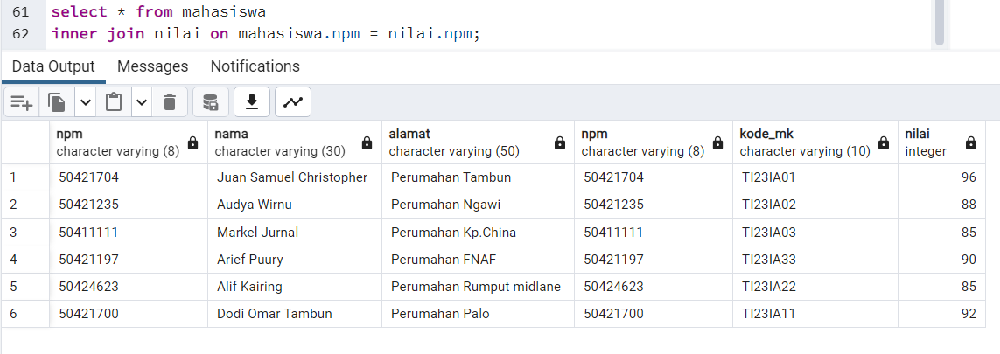 61 select * from mahasiswa
62 inner join nilai on mahasiswa.npm = nilai.npm;
Data Output Messages Notifications
npm nama alamat npm kode_mk nilai
character varying (8) character varying (30) character varying (50) character varying (8) character varying (10) integer
1 50421704 Juan Samuel Christopher Perumahan Tambun 50421704 TI23IA01 96
2 50421235 Audya Wirnu Perumahan Ngawi 50421235 TI23IA02 88
3 50411111 Markel Jurnal Perumahan Kp.China 50411111 TI23IA03 85
4 50421197 Arief Puury Perumahan FNAF 50421197 TI23IA33 90
5 50424623 Alif Kairing Perumahan Rumput midlane 50424623 TI23IA22 85
6 50421700 Dodi Omar Tambun Perumahan Palo 50421700 TI23IA11 92